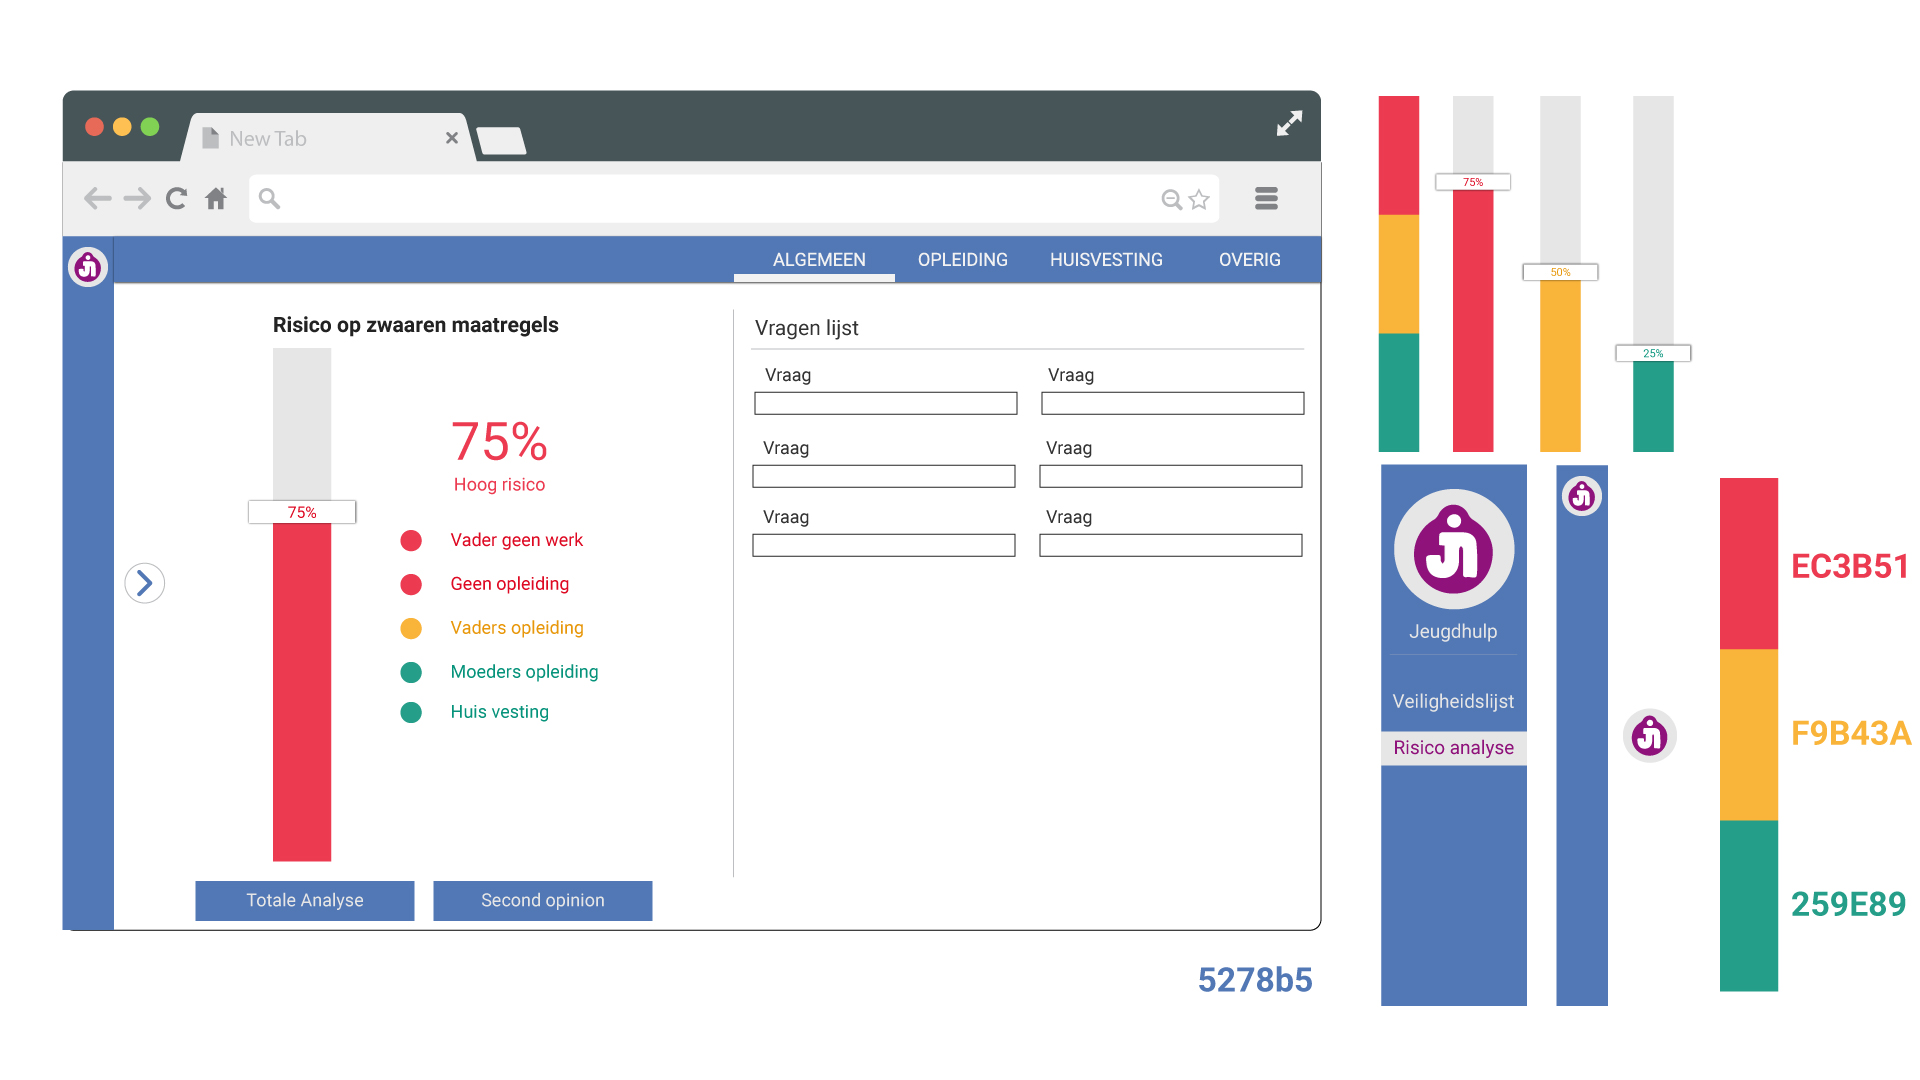 New Tab
ALGEMEEN
OPLEIDING
HUISVESTING
OVERIG
Risico op zwaaren maatregels
75%
75%
Hoog risico
Vader geen werk
Geen opleiding
Vaders opleiding
Moeders opleiding
Huis vesting
Totale Analyse
Second opinion
Vragen lijst
Vraag
Vraag
Vraag
Vraag
Vraag
Vraag
5278b5
75%
50%
25%
Jeugdhulp
Veiligheidslijst
Risico analyse
EC3B51
F9B43A
259E89